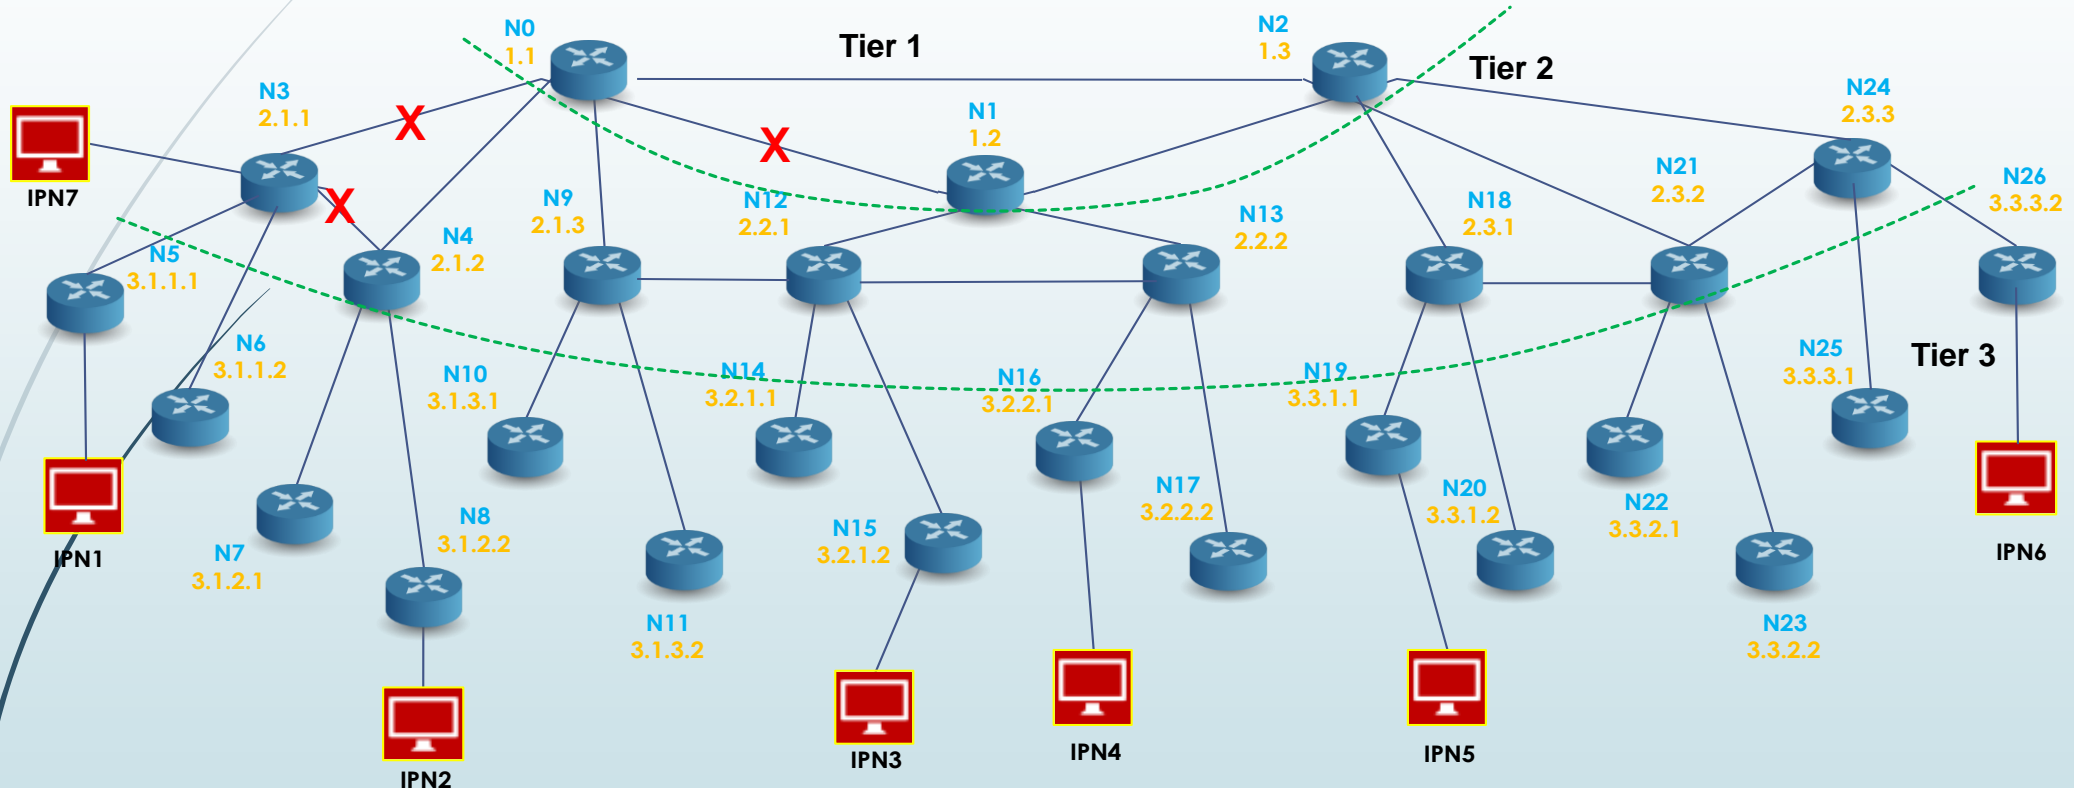 N0
1.1
Tier 1
N2
1.3
Tier 2
N3
2.1.1
X
N1
1.2
X
N24
2.3.3
IPN7
X
N9
2.1.3
N12
2.2.1
N13
2.2.2
N18
2.3.1
N21
2.3.2
N26
3.3.3.2
N5
3.1.1.1
N4
2.1.2
N6
3.1.1.2
N10
3.1.3.1
N14
3.2.1.1
N16
3.2.2.1
N19
3.3.1.1
N25
3.3.3.1
Tier 3
IPN1
N7
3.1.2.1
N8
3.1.2.2
N15
3.2.1.2
N17
3.2.2.2
N20
3.3.1.2
N22
3.3.2.1
IPN6
N11
3.1.3.2
N23
3.3.2.2
IPN2
IPN3
IPN4
IPN5